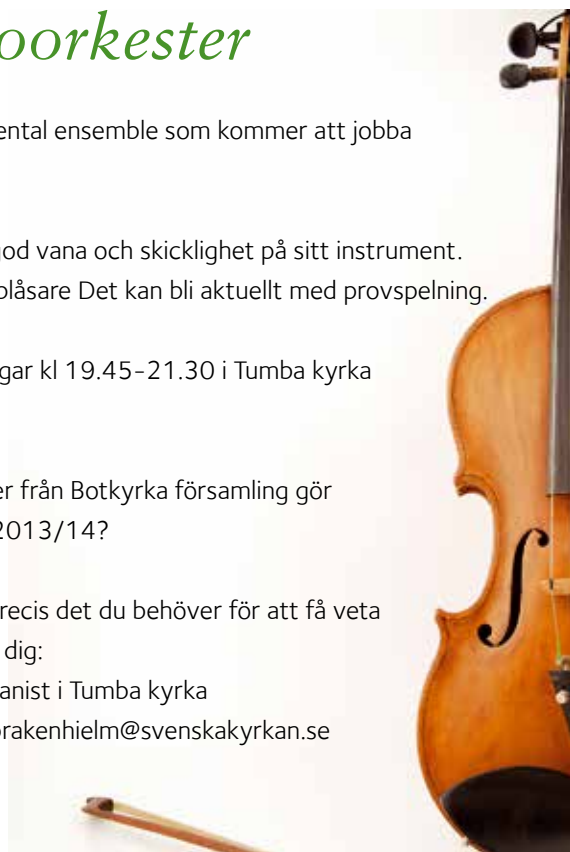 oorkester
ental ensemble som kommer att jobba
god vana och skicklighet på sitt instrument.
blåsare Det kan bli aktuellt med provspelning.
gar kl 19.45-21.30 i Tumba kyrka
er från Botkyrka församling gör
2013/14?
recis det du behöver för att få veta
dig:
anist i Tumba kyrka
orakenhielm@svenskakyrkan.se